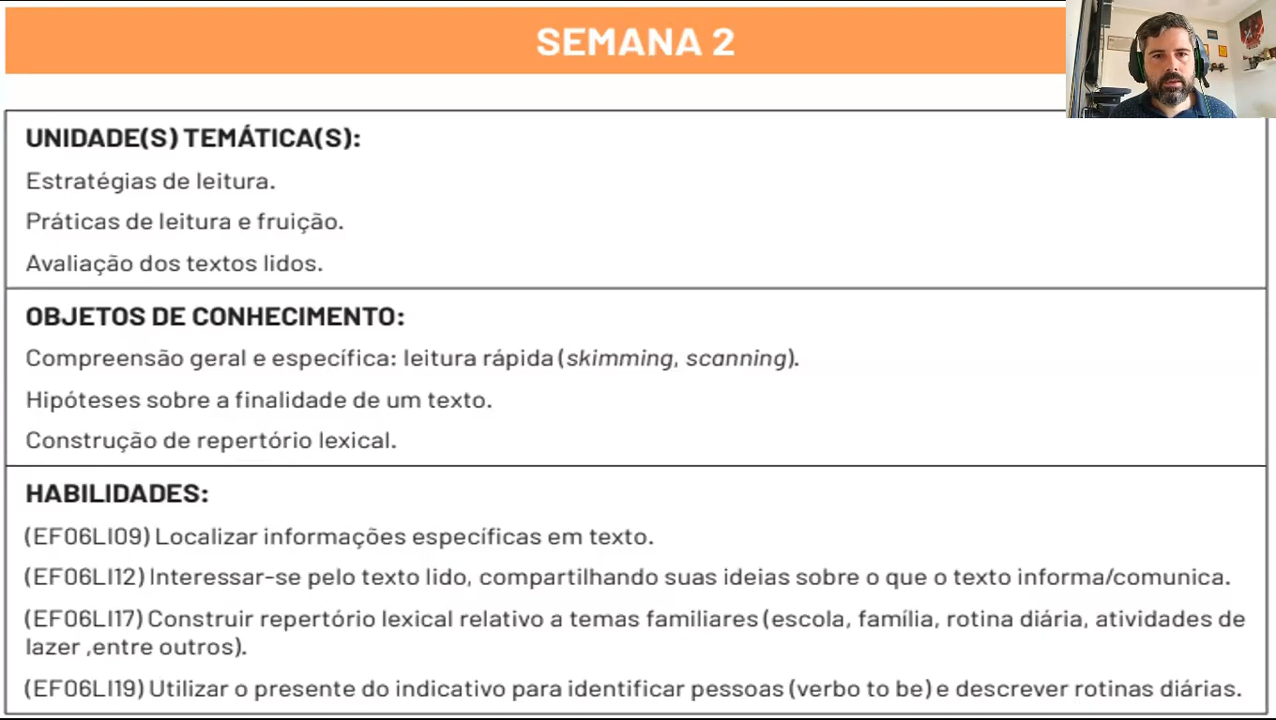 SEMANA 2
UNIDADE(S) TEMÁTICA(S):
Estratégias de leitura.
Práticas de leitura e fruição.
Avaliação dos textos lidos.
OBJETOS DE CONHECIMENTO:
Compreensão geral e específica: leitura rápida (skimming, scanning).
Hipóteses sobre a finalidade de um texto.
Construção de repertório lexical.
HABILIDADES:
(EF06LI09) Localizar informações específicas em texto.
(EF06LI12) Interessar-se pelo texto lido, compartilhando suas ideias sobre o que o texto informa/comunica.
(EF06LI17) Construir repertório lexical relativo a temas familiares (escola, família, rotina diária, atividades de
lazer ,entre outros).
(EF06LI19) Utilizar o presente do indicativo para identificar pessoas (verbo to be) e descrever rotinas diárias.